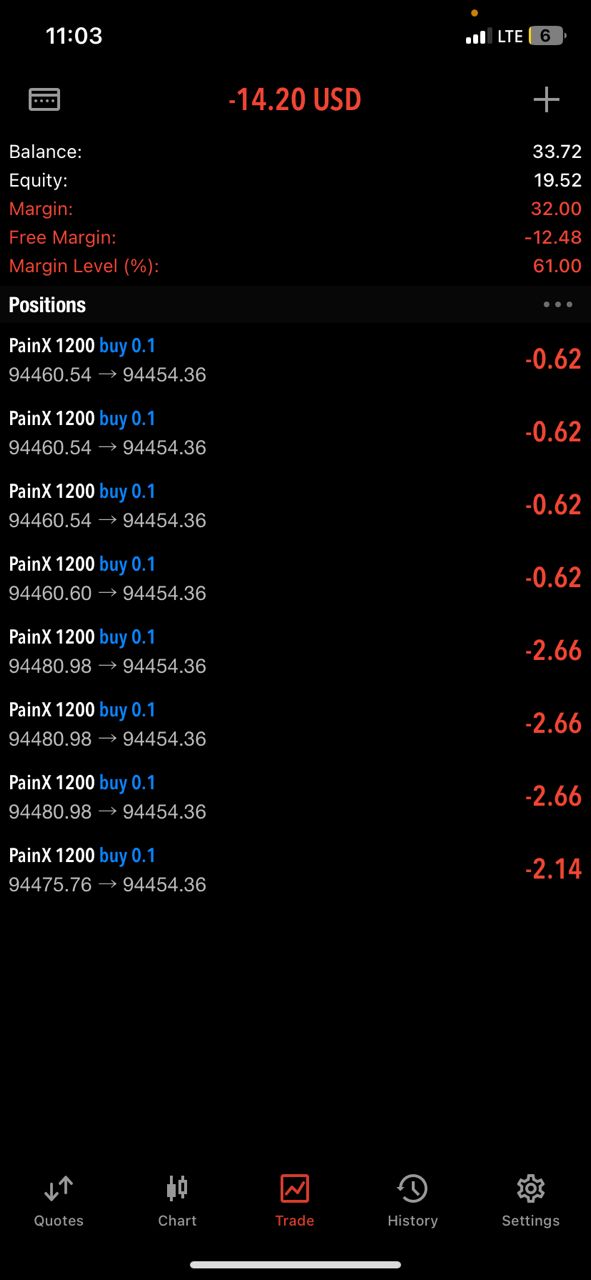 11:03
LTE 6
-14.20 USD
Balance: 33.72
Equity: 19.52
Margin: 32.00
Free Margin: -12.48
Margin Level (%): 61.00
Positions
PainX 1200 buy 0.1
94460.54 → 94454.36 -0.62
PainX 1200 buy 0.1
94460.54 → 94454.36 -0.62
PainX 1200 buy 0.1
94460.54 → 94454.36 -0.62
PainX 1200 buy 0.1
94460.60 → 94454.36 -0.62
PainX 1200 buy 0.1
94480.98 → 94454.36 -2.66
PainX 1200 buy 0.1
94480.98 → 94454.36 -2.66
PainX 1200 buy 0.1
94480.98 → 94454.36 -2.66
PainX 1200 buy 0.1
94475.76 → 94454.36 -2.14
Quotes Chart Trade History Settings